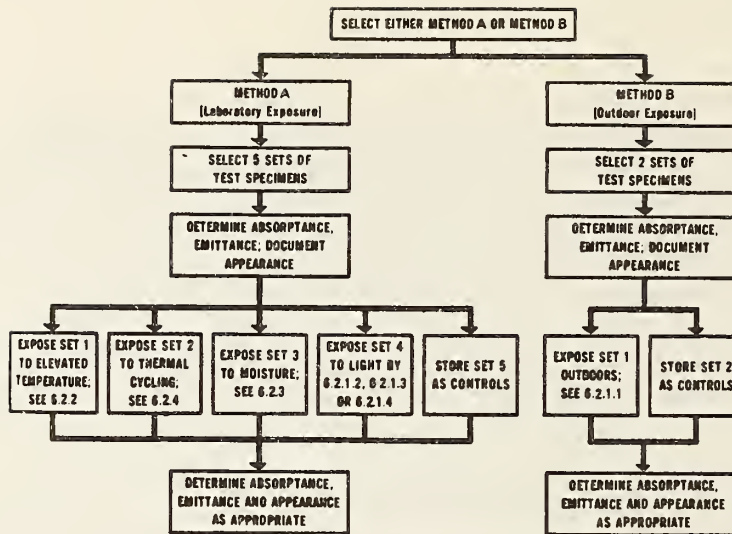 SELECT EITHER METHOD A OR METHOD B
METHOD A
[Laboratory Exposure]
SELECT 5 SETS OF
TEST SPECIMENS
DETERMINE ABSORPTANCE,
EMITTANCE; DOCUMENT
APPEARANCE
EXPOSE SET 1
TO ELEVATED
TEMPERATURE;
SEE 6.2.2
EXPOSE SET 2
TO THERMAL
CYCLING;
SEE 6.2.4
EXPOSE SET 3
TO MOISTURE;
SEE 6.2.3
EXPOSE SET 4
TO LIGHT BY
6.2.1.2, 6.2.1.3
OR 6.2.1.4
STORE SET 5
AS CONTROLS
DETERMINE ABSORPTANCE,
EMITTANCE AND APPEARANCE
AS APPROPRIATE
METHOD B
[Outdoor Exposure]
SELECT 2 SETS OF
TEST SPECIMENS
DETERMINE ABSORPTANCE,
EMITTANCE; DOCUMENT
APPEARANCE
EXPOSE SET 1
OUTDOORS;
SEE 6.2.1.1
STORE SET 2
AS CONTROLS
DETERMINE ABSORPTANCE,
EMITTANCE AND APPEARANCE
AS APPROPRIATE